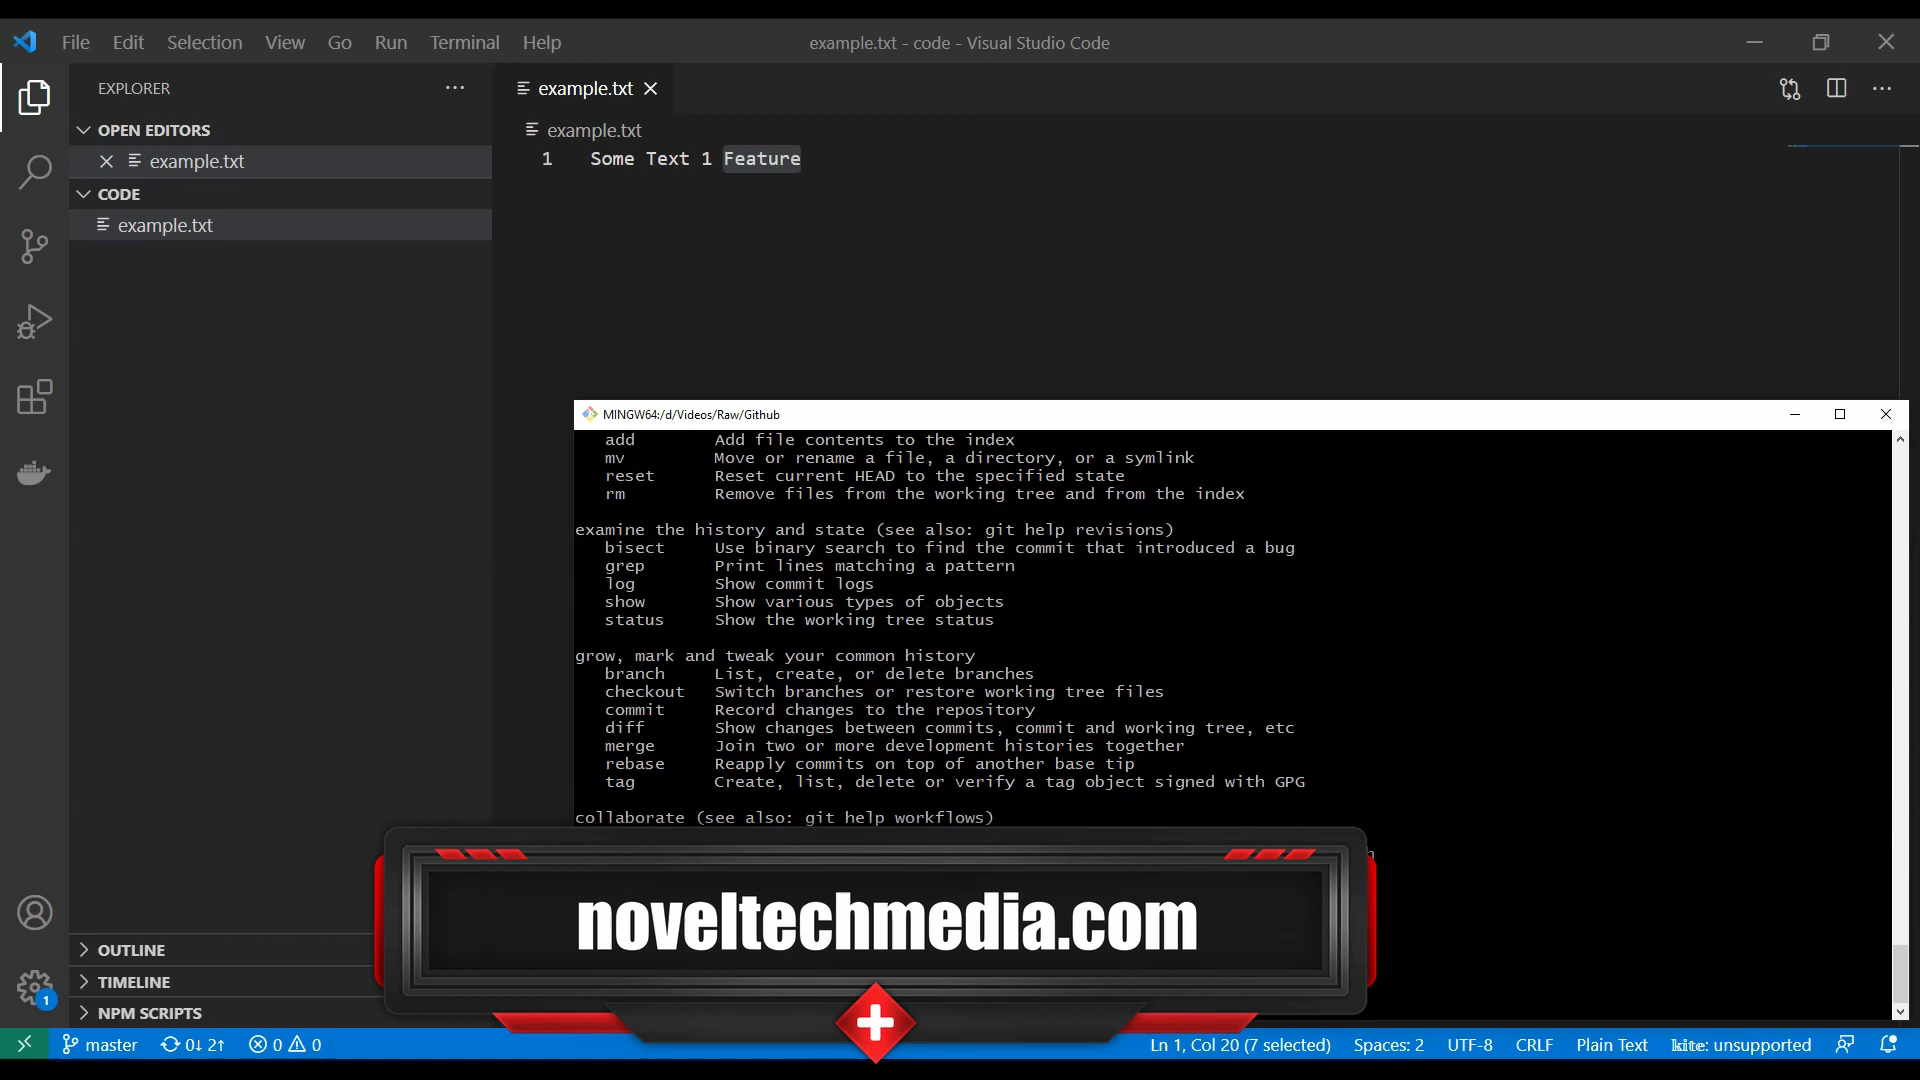 File Edit Selection View Go Run Terminal Help
example.txt - code - Visual Studio Code
EXPLORER
OPEN EDITORS
example.txt
CODE
example.txt
example.txt
example.txt
1 Some Text 1 Feature
MINGW64:/d/Videos/Raw/Github
add Add file contents to the index
mv Move or rename a file, a directory, or a symlink
reset Reset current HEAD to the specified state
rm Remove files from the working tree and from the index
examine the history and state (see also: git help revisions)
bisect Use binary search to find the commit that introduced a bug
grep Print lines matching a pattern
log Show commit logs
show Show various types of objects
status Show the working tree status
grow, mark and tweak your common history
branch List, create, or delete branches
checkout Switch branches or restore working tree files
commit Record changes to the repository
diff Show changes between commits, commit and working tree, etc
merge Join two or more development histories together
rebase Reapply commits on top of another base tip
tag Create, list, delete or verify a tag object signed with GPG
collaborate (see also: git help workflows)
noveltechmedia.com
OUTLINE
TIMELINE
NPM SCRIPTS
1
master 0↓ 2↑ 0 0
Ln 1, Col 20 (7 selected) Spaces: 2 UTF-8 CRLF Plain Text kite: unsupported